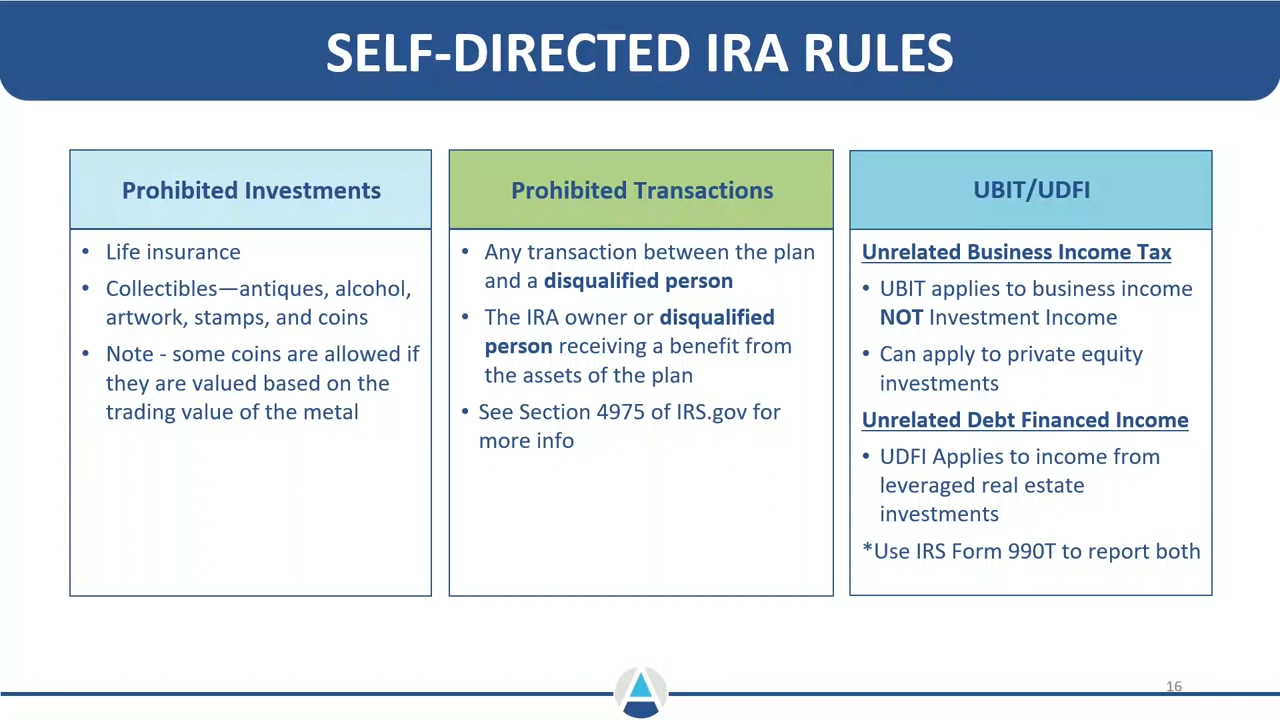 SELF-DIRECTED IRA RULES
Prohibited Investments
• Life insurance
• Collectibles—antiques, alcohol,
artwork, stamps, and coins
• Note - some coins are allowed if
they are valued based on the
trading value of the metal
Prohibited Transactions
• Any transaction between the plan
and a disqualified person
• The IRA owner or disqualified
person receiving a benefit from
the assets of the plan
• See Section 4975 of IRS.gov for
more info
UBIT/UDFI
Unrelated Business Income Tax
• UBIT applies to business income
NOT Investment Income
• Can apply to private equity
investments
Unrelated Debt Financed Income
• UDFI Applies to income from
leveraged real estate
investments
*Use IRS Form 990T to report both
16